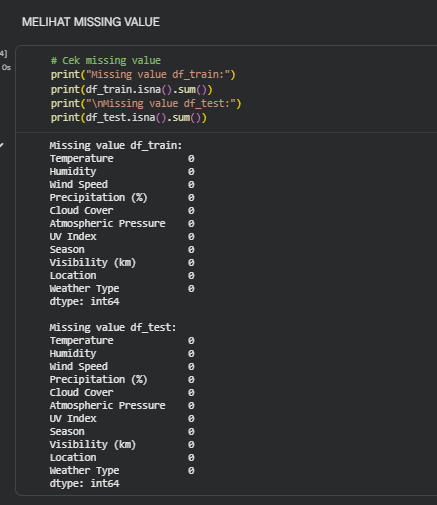 MELIHAT MISSING VALUE
4]
0s
# Cek missing value
print("Missing value df_train:")
print(df_train.isna().sum())
print("\nMissing value df_test:")
print(df_test.isna().sum())
Missing value df_train:
Temperature 0
Humidity 0
Wind Speed 0
Precipitation (%) 0
Cloud Cover 0
Atmospheric Pressure 0
UV Index 0
Season 0
Visibility (km) 0
Location 0
Weather Type 0
dtype: int64
Missing value df_test:
Temperature 0
Humidity 0
Wind Speed 0
Precipitation (%) 0
Cloud Cover 0
Atmospheric Pressure 0
UV Index 0
Season 0
Visibility (km) 0
Location 0
Weather Type 0
dtype: int64